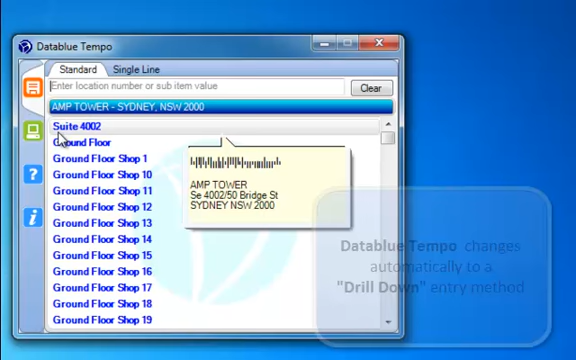 Datablue Tempo
Standard
Single Line
Enter location number or sub item value
Clear
AMP TOWER - SYDNEY, NSW 2000
Suite 4002
Ground Floor
Ground Floor Shop 1
Ground Floor Shop 10
Ground Floor Shop 11
Ground Floor Shop 12
Ground Floor Shop 13
Ground Floor Shop 14
Ground Floor Shop 15
Ground Floor Shop 16
Ground Floor Shop 17
Ground Floor Shop 18
Ground Floor Shop 19
AMP TOWER
Se 4002/50 Bridge St
SYDNEY NSW 2000
Datablue Tempo changes
automatically to a
"Drill Down" entry method